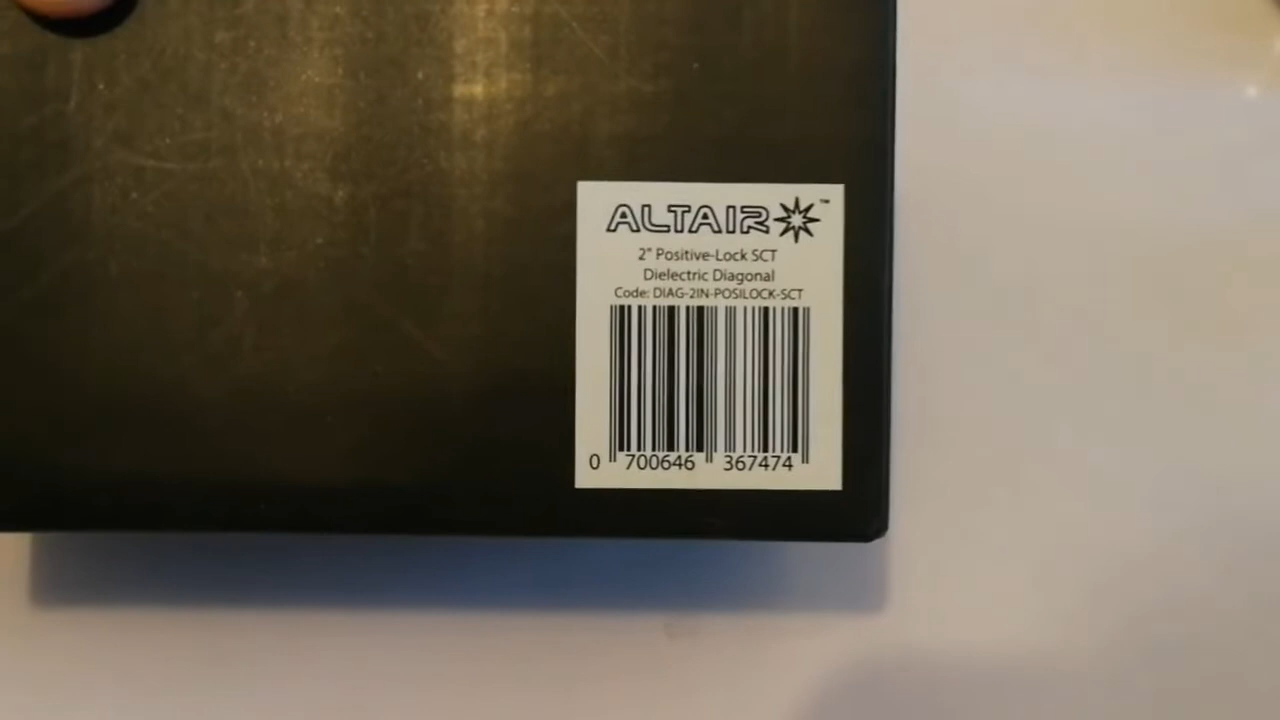 ALTAIR™
2" Positive-Lock SCT
Dielectric Diagonal
Code: DIAG-2IN-POSILOCK-SCT
0 700646 367474